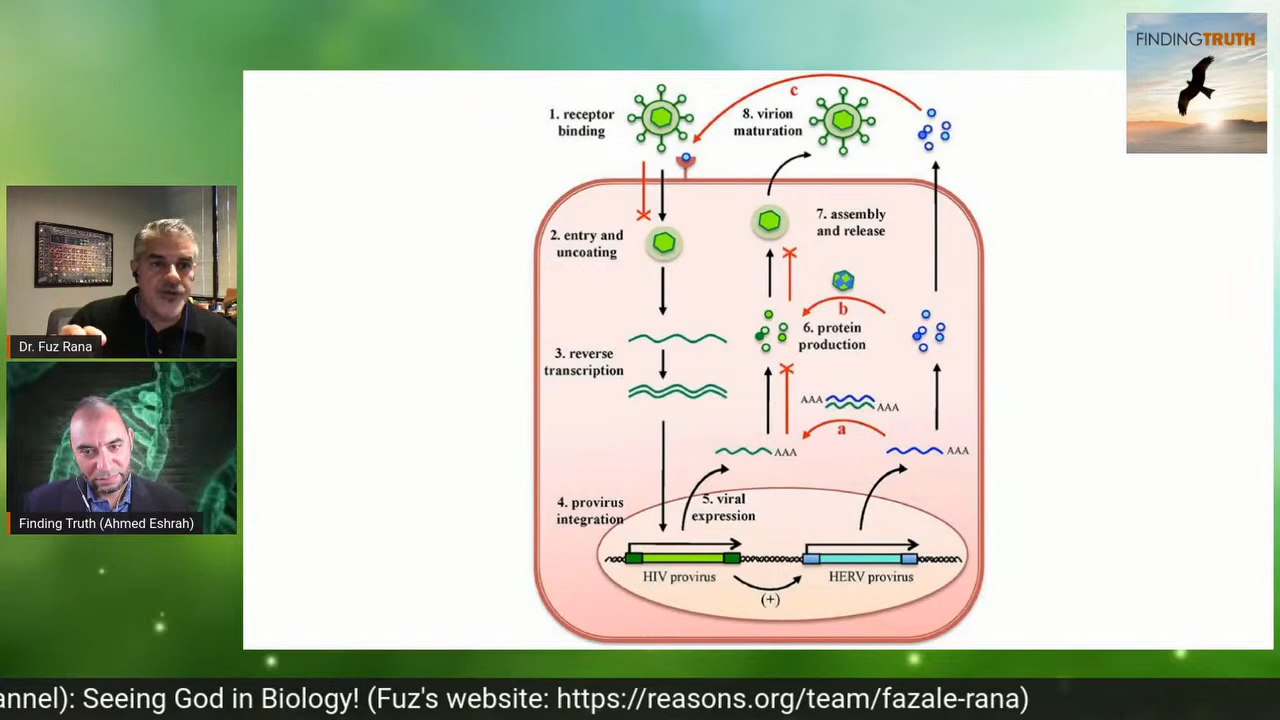 FINDINGTRUTH
1. receptor
binding
8. virion
maturation
c
2. entry and
uncoating
7. assembly
and release
b
6. protein
production
3. reverse
transcription
AAA
AAA
a
AAA
AAA
4. provirus
integration
5. viral
expression
HIV provirus
HERV provirus
(+)
Dr. Fuz Rana
Finding Truth (Ahmed Eshrah)
annel): Seeing God in Biology! (Fuz's website: https://reasons.org/team/fazale-rana)